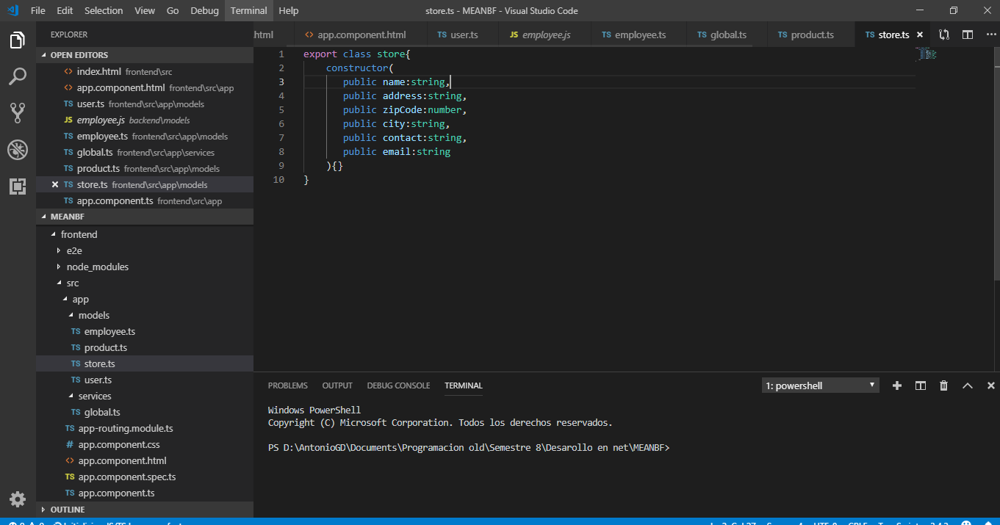 File Edit Selection View Go Debug Terminal Help
store.ts - MEANBF - Visual Studio Code
EXPLORER
OPEN EDITORS
index.html frontend\src
app.component.html frontend\src\app
TS user.ts frontend\src\app\models
JS employee.js backend\models
TS employee.ts frontend\src\app\models
TS global.ts frontend\src\app\services
TS product.ts frontend\src\app\models
TS store.ts frontend\src\app\models
TS app.component.ts frontend\src\app
MEANBF
frontend
e2e
node_modules
src
app
models
TS employee.ts
TS product.ts
TS store.ts
TS user.ts
services
TS global.ts
TS app-routing.module.ts
# app.component.css
<> app.component.html
TS app.component.spec.ts
TS app.component.ts
OUTLINE
.html <> app.component.html TS user.ts JS employee.js TS employee.ts TS global.ts TS product.ts TS store.ts
1 export class store{
2 constructor(
3 public name:string,
4 public address:string,
5 public zipCode:number,
6 public city:string,
7 public contact:string,
8 public email:string
9 ){}
10 }
PROBLEMS OUTPUT DEBUG CONSOLE TERMINAL
1: powershell
Windows PowerShell
Copyright (C) Microsoft Corporation. Todos los derechos reservados.
PS D:\AntonioGD\Documents\Programacion old\Semestre 8\Desarollo en net\MEANBF>